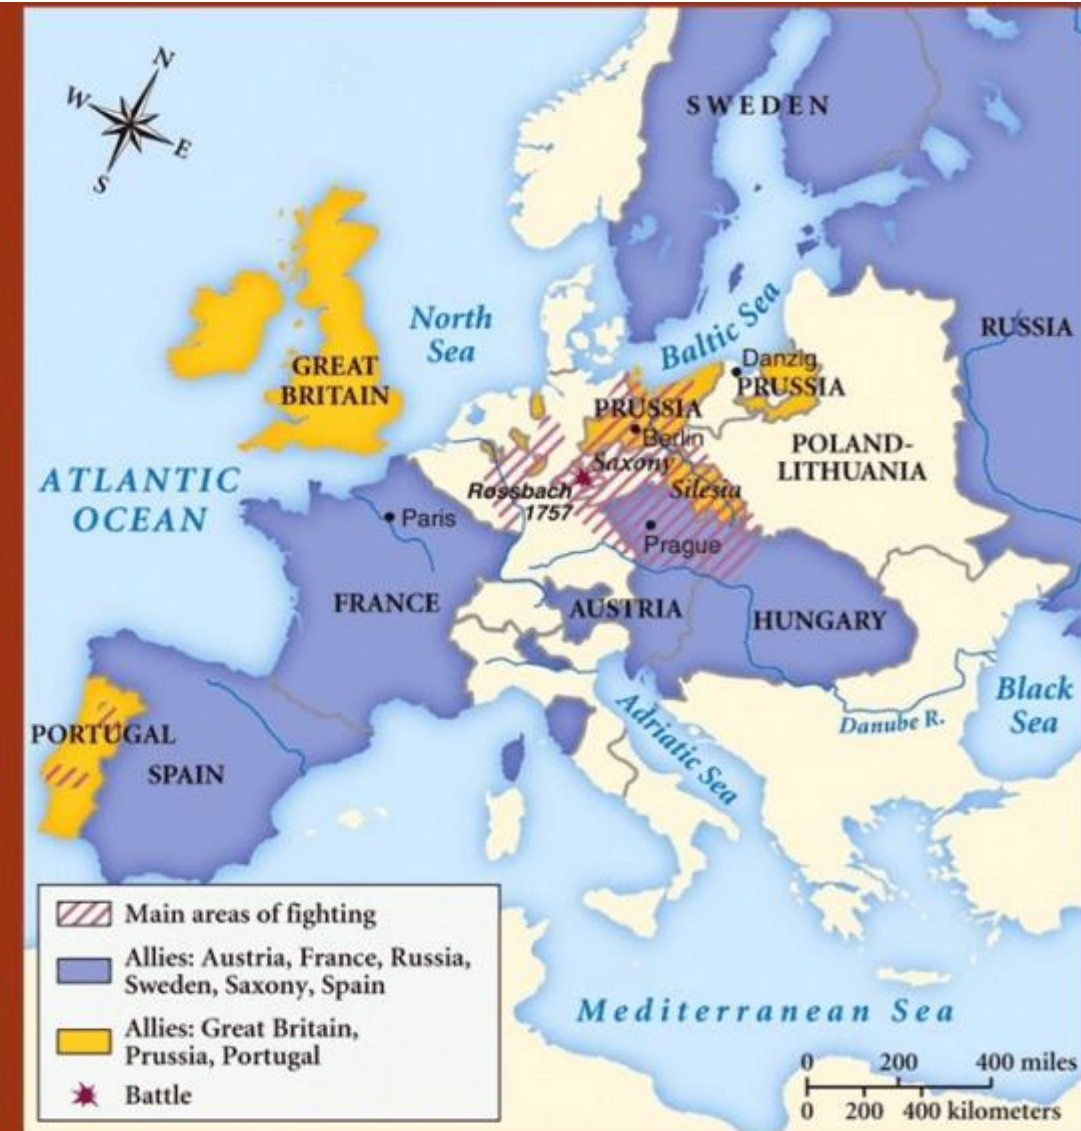 N
W
E
S
SWEDEN
North
Sea
Baltic Sea
RUSSIA
GREAT
BRITAIN
Danzig
PRUSSIA
PRUSSIA
Berlin
POLAND-
LITHUANIA
Saxony
Silesia
ATLANTIC
OCEAN
Rossbach
1757
Paris
Prague
FRANCE
AUSTRIA
HUNGARY
Black
Sea
Danube R.
Adriatic Sea
PORTUGAL
SPAIN
Main areas of fighting
Allies: Austria, France, Russia,
Sweden, Saxony, Spain
Allies: Great Britain,
Prussia, Portugal
Battle
Mediterranean Sea
0 200 400 miles
0 200 400 kilometers